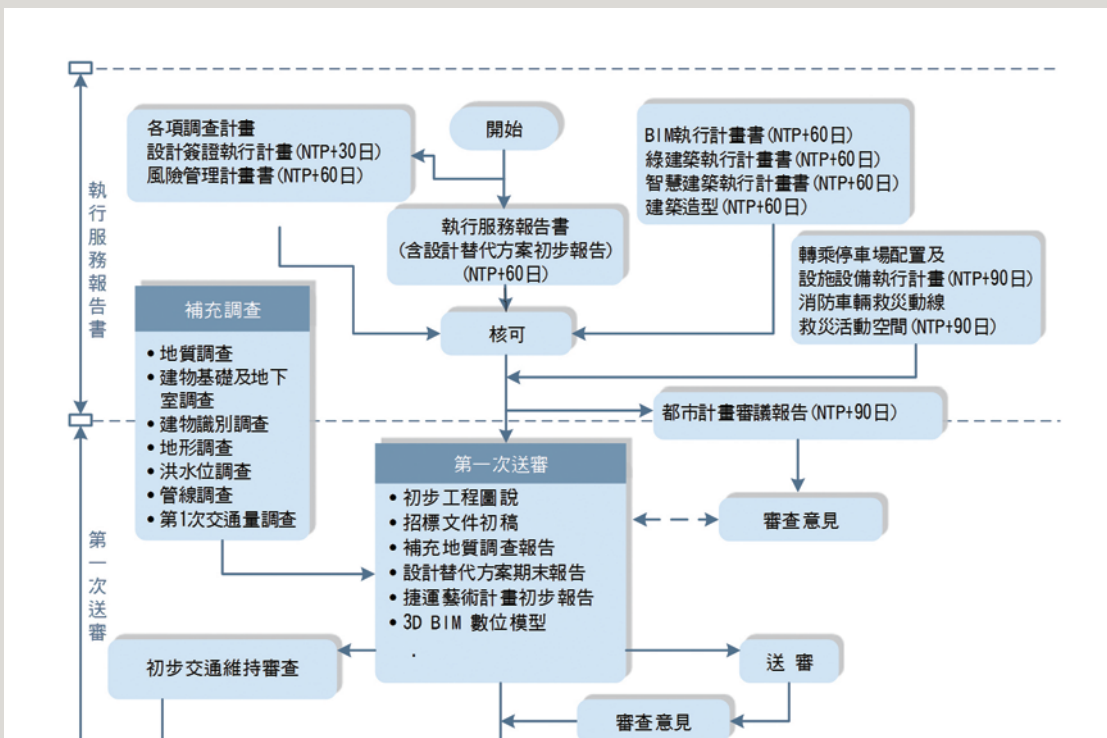 執行服務報告書
各項調查計畫
設計簽證執行計畫(NTP+30日)
風險管理計畫書(NTP+60日)
開始
BIM執行計畫書(NTP+60日)
綠建築執行計畫書(NTP+60日)
智慧建築執行計畫書(NTP+60日)
建築造型(NTP+60日)
執行服務報告書
(含設計替代方案初步報告)
(NTP+60日)
轉乘停車場配置及
設施設備執行計畫(NTP+90日)
消防車輛救災動線
救災活動空間(NTP+90日)
核可
補充調查
• 地質調查
• 建物基礎及地下
室調查
• 建物識別調查
• 地形調查
• 洪水位調查
• 管線調查
• 第1次交通量調查
都市計畫審議報告(NTP+90日)
第一次送審
第一次送審
• 初步工程圖說
• 招標文件初稿
• 補充地質調查報告
• 設計替代方案期末報告
• 捷運藝術計畫初步報告
• 3D BIM 數位模型
.
審查意見
初步交通維持審查
送 審
審查意見